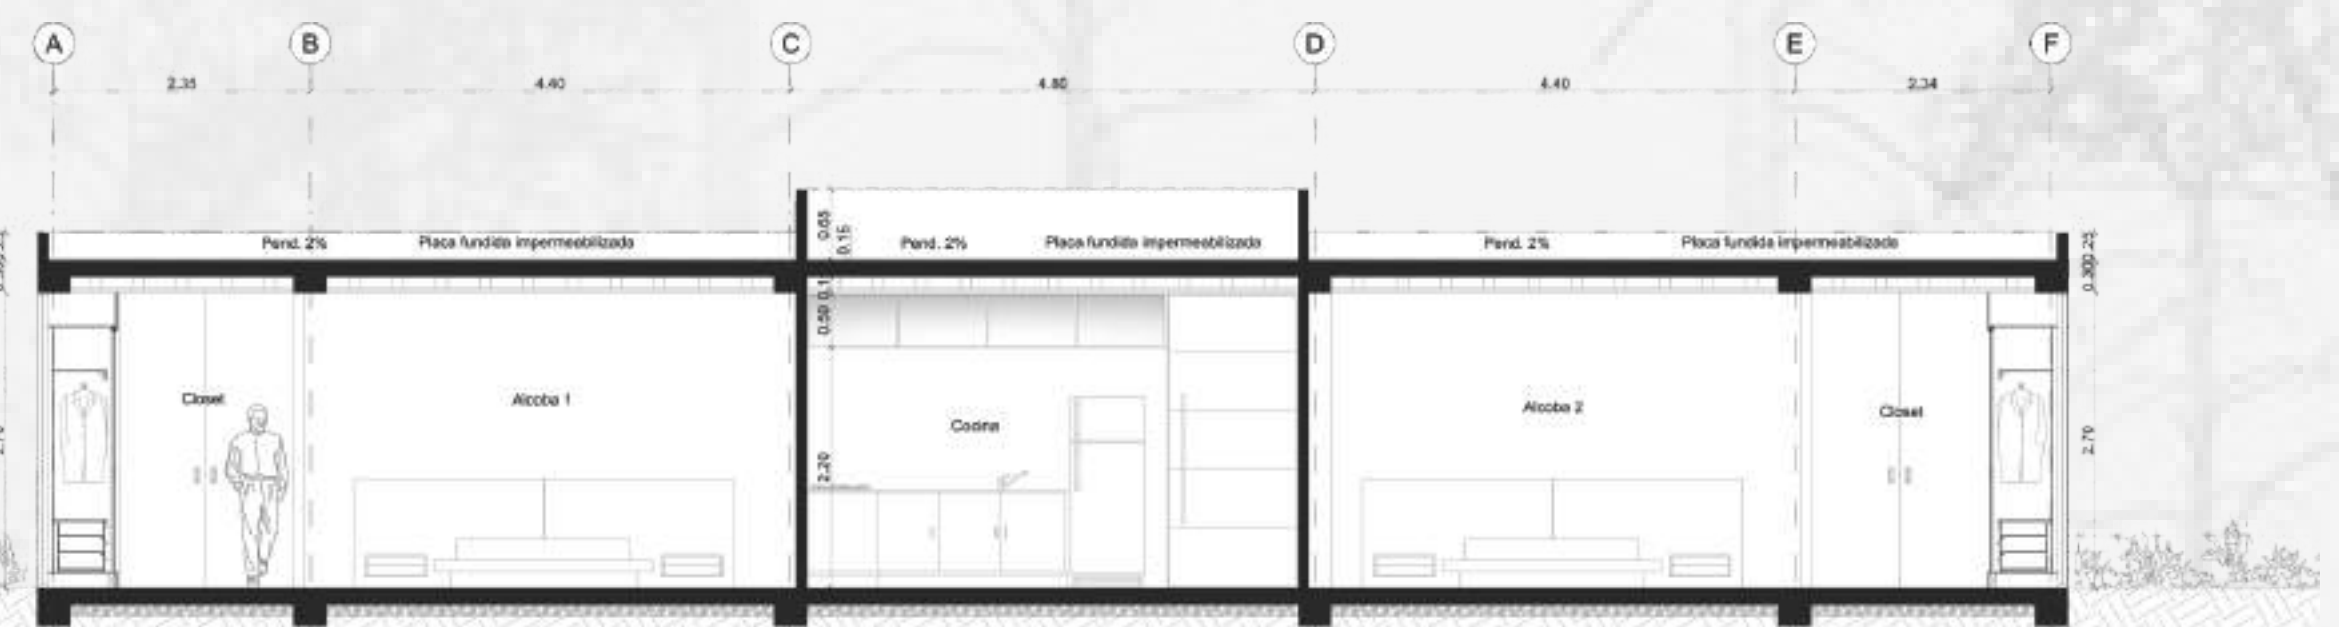 A B C D E F
2.35 4.40 4.80 4.40 2.34
Pend. 2% Placa fundida impermeabilizada
0.65
0.15
Pend. 2% Placa fundida impermeabilizada
Pend. 2% Placa fundida impermeabilizada
0.25
0.30
0.50
Closet
Alcoba 1
Cocina
Alcoba 2
Closet
2.20
2.70